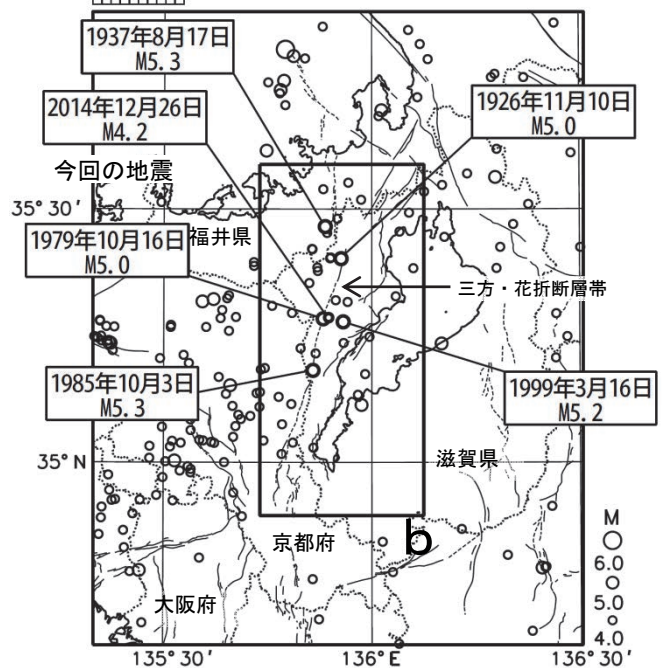 1937年8月17日
M5.3
2014年12月26日
M4.2
今回の地震
1926年11月10日
M5.0
35°30′
福井県
1979年10月16日
M5.0
三方・花折断層帯
1985年10月3日
M5.3
1999年3月16日
M5.2
35°N
滋賀県
京都府
b
大阪府
M
6.0
5.0
4.0
135°30′
136°E
136°30′